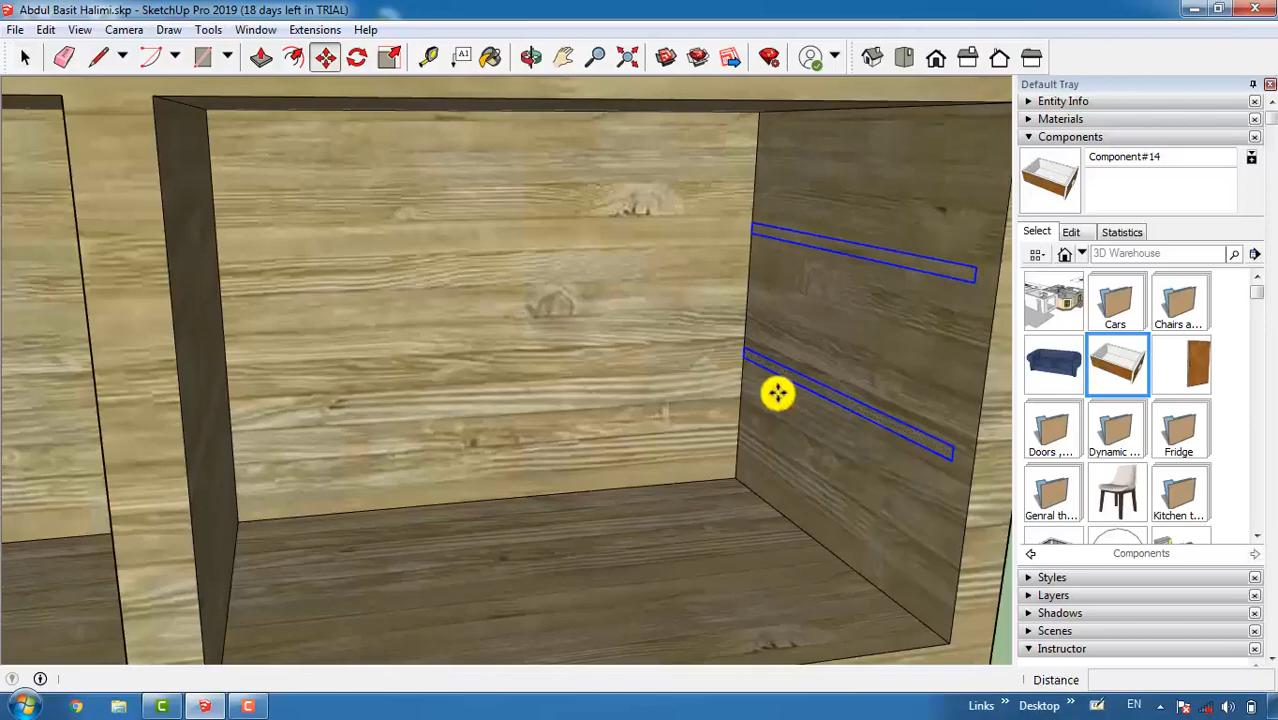 Abdul Basit Halimi.skp - SketchUp Pro 2019 (18 days left in TRIAL)
File Edit View Camera Draw Tools Window Extensions Help
A1
Default Tray
Entity Info
Materials
Components
Component#14
Select Edit Statistics
3D Warehouse
Cars Chairs a...
Doors ,... Dynamic ... Fridge
Genral th... Kitchen t...
Components
Styles
Layers
Shadows
Scenes
Instructor
Distance
Links » Desktop » EN